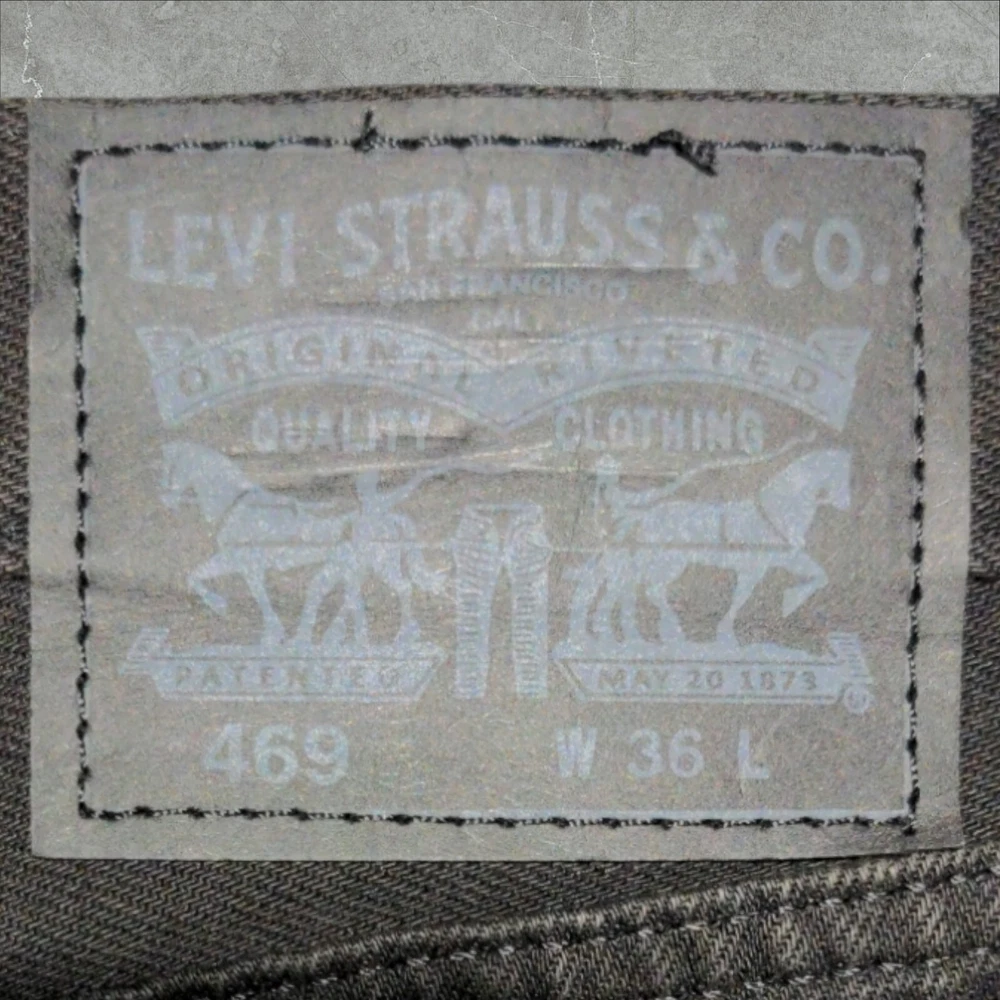 LEVI STRAUSS & CO.
SAN FRANCISCO
CAL
ORIGINAL RIVETED
QUALITY CLOTHING
PATENTED MAY 20 1873
®
469 W 36 L